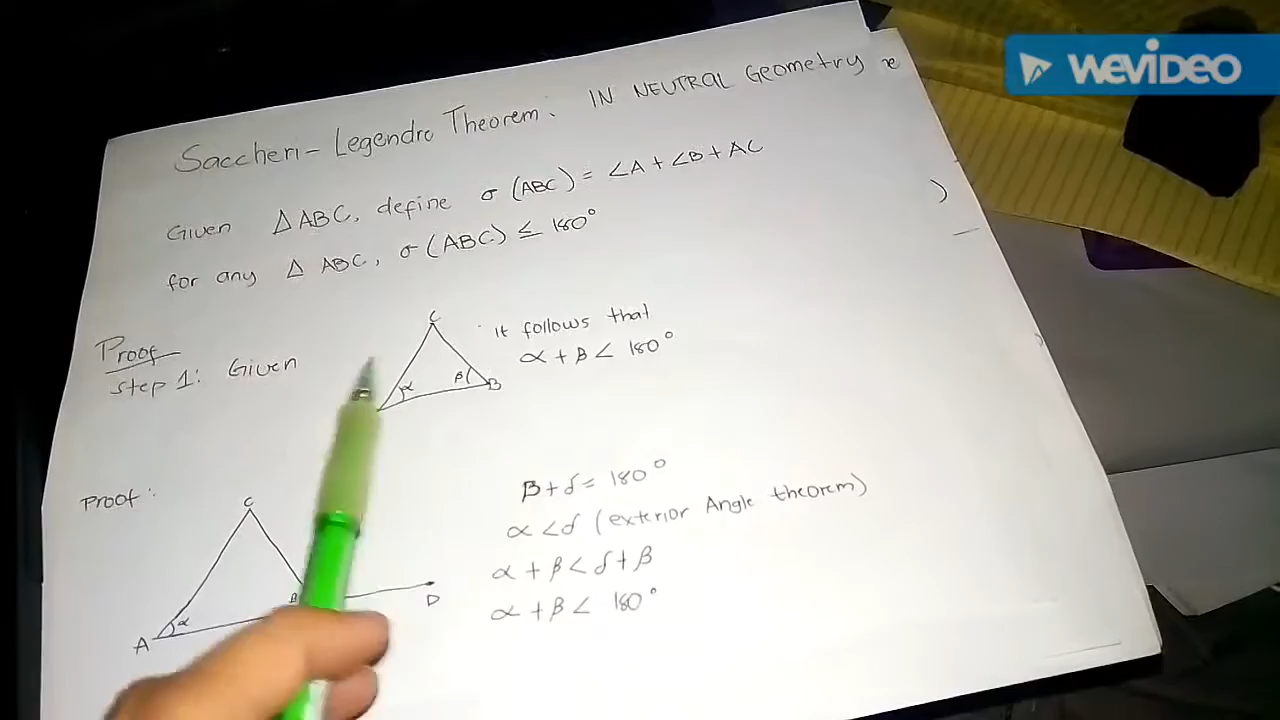 WEVIDEO
Saccheri-Legendre Theorem. IN NEUTRAL Geometry
Given △ABC, define σ(ABC) = ∠A + ∠B + AC
for any △ ABC, σ(ABC) ≤ 180°
Proof
step 1: Given
C
α
β
B
it follows that
α + β < 180°
Proof:
C
A
α
B
D
β + δ = 180°
α < δ (exterior Angle theorem)
α + β < δ + β
α + β < 180°